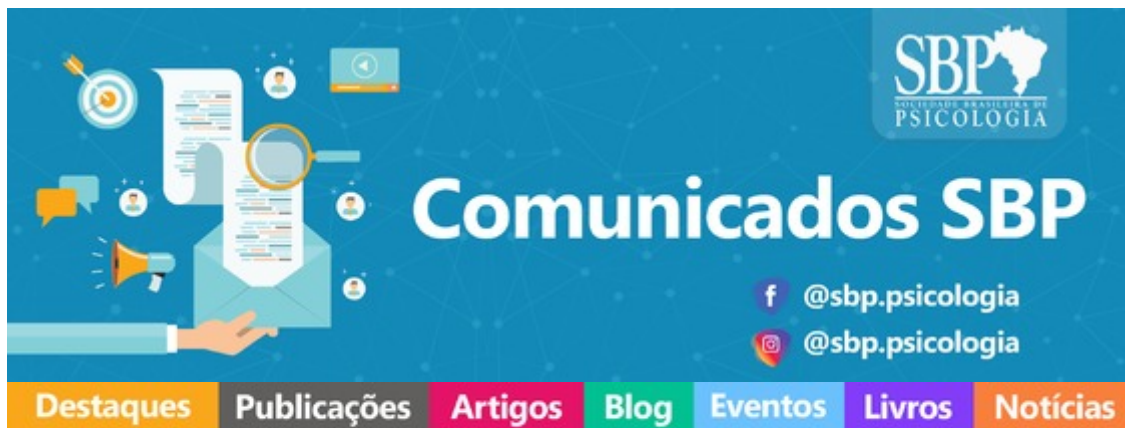 SBP
SOCIEDADE BRASILEIRA DE
PSICOLOGIA
Comunicados SBP
f @sbp.psicologia
@sbp.psicologia
Destaques Publicações Artigos Blog Eventos Livros Notícias